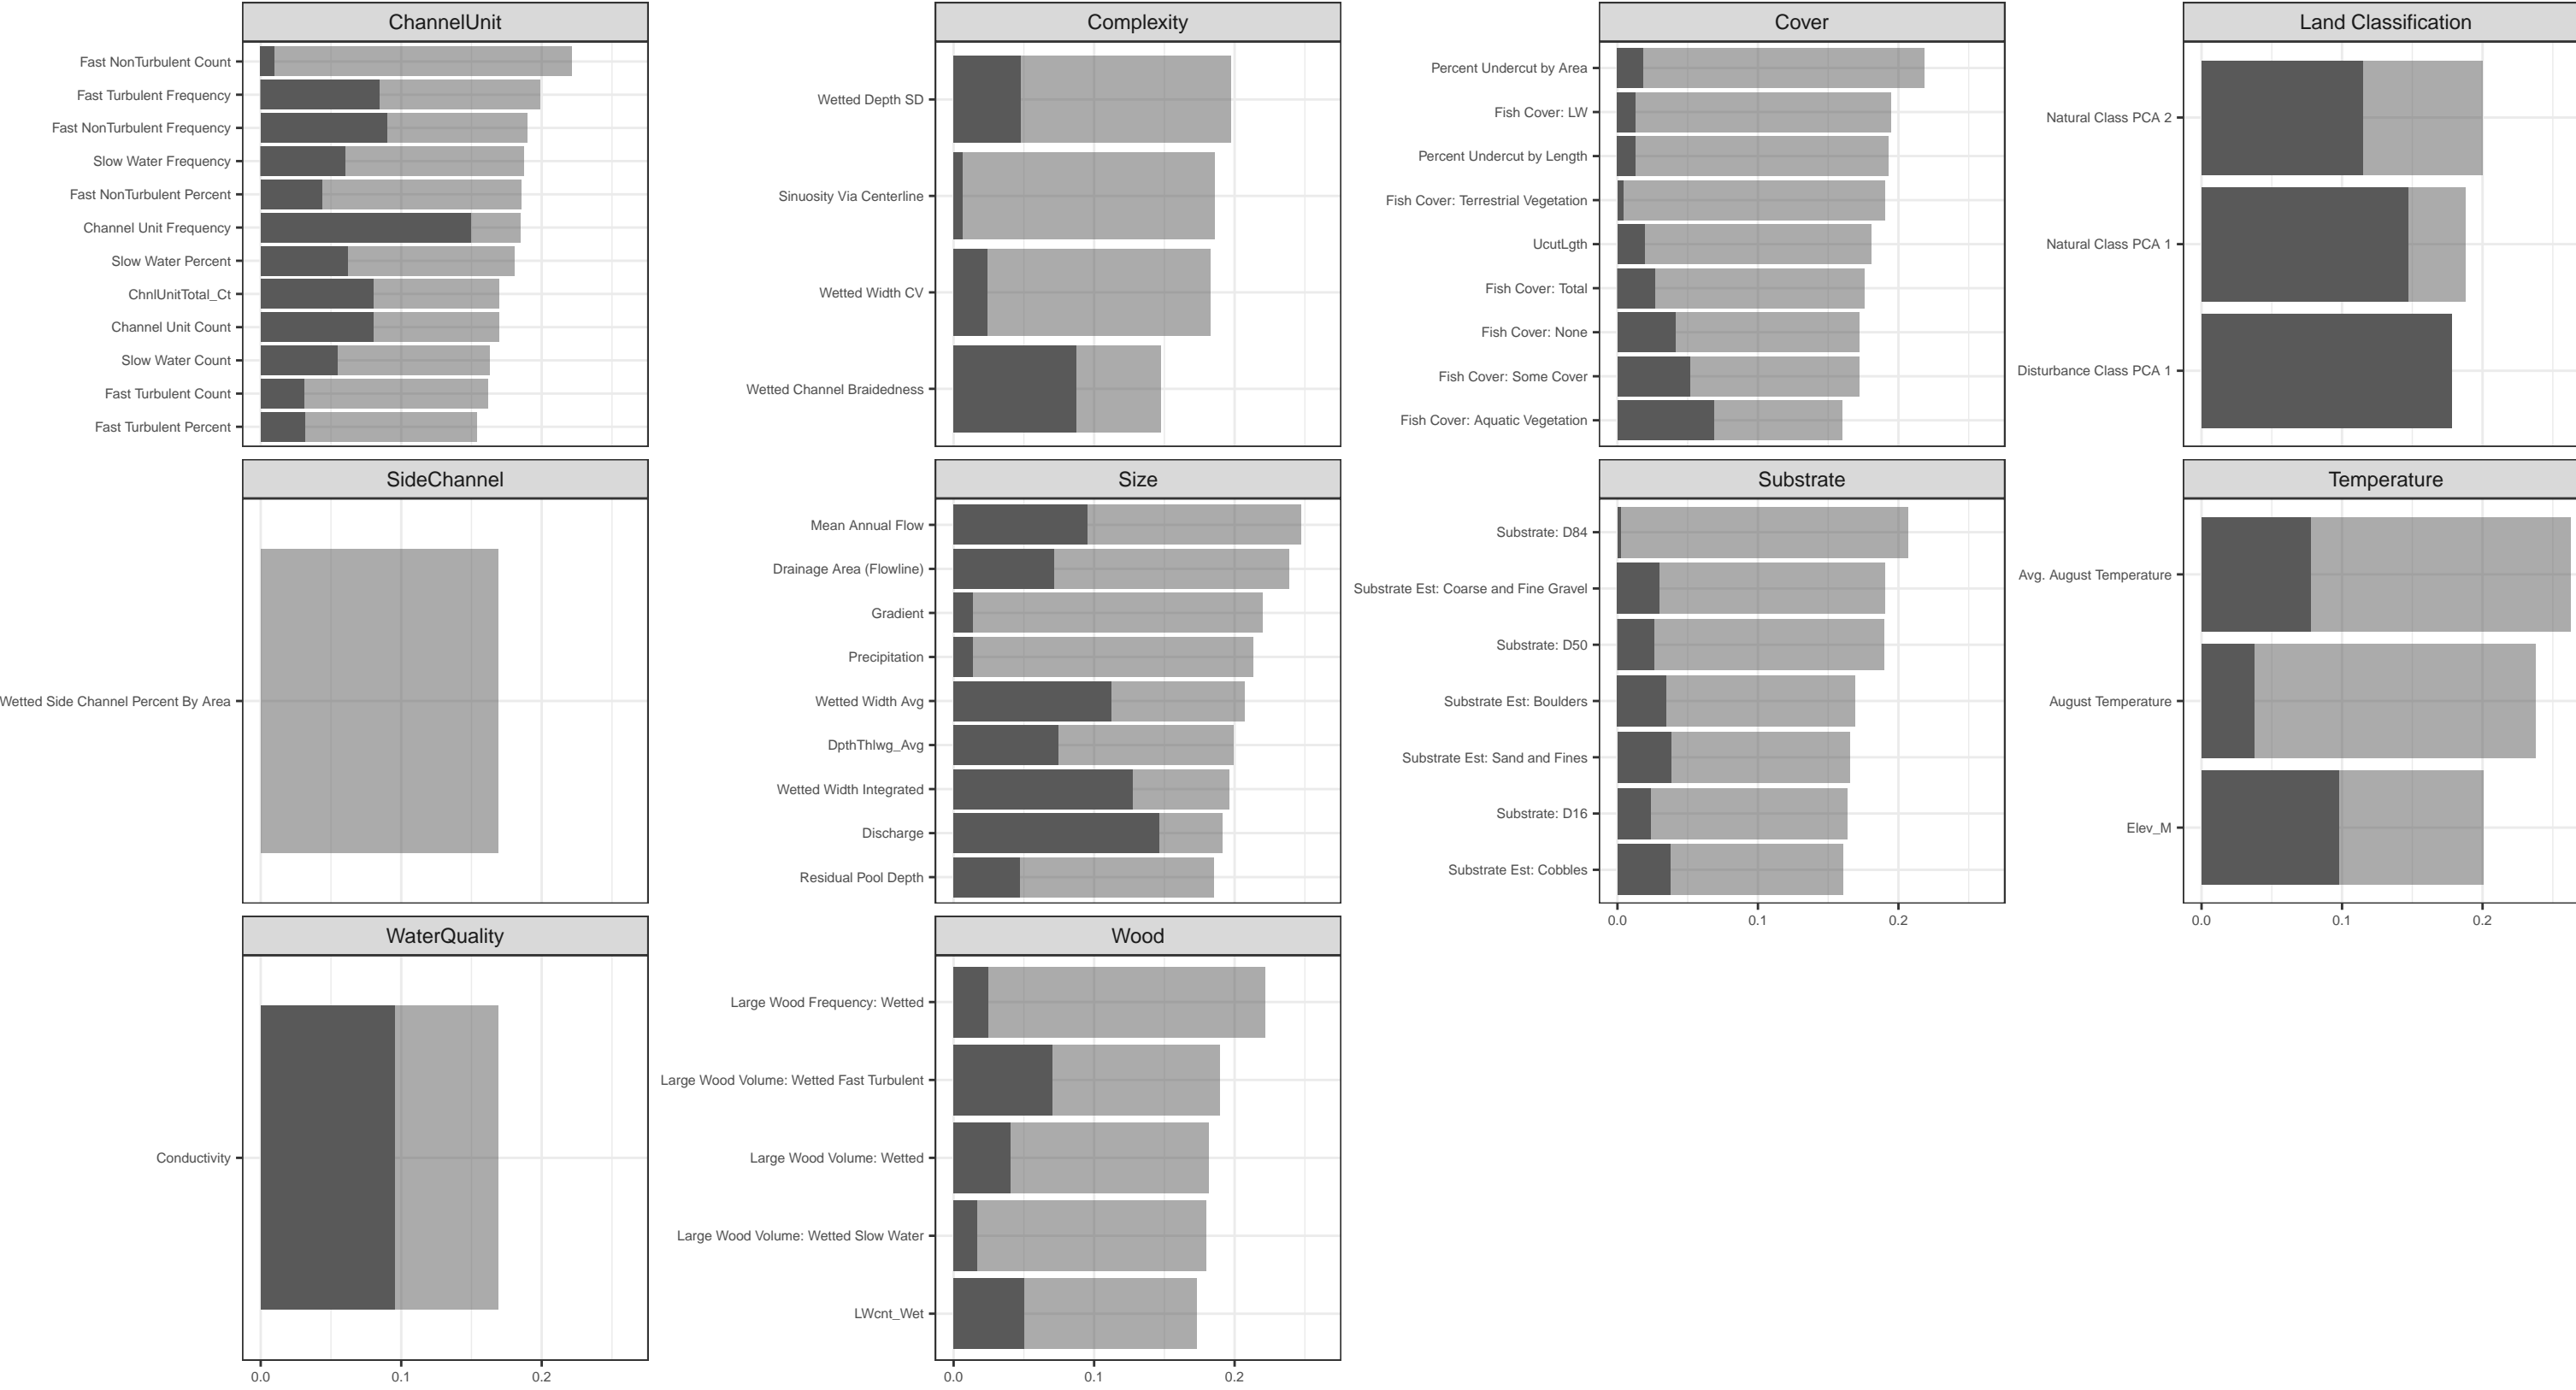 ChannelUnit
Fast NonTurbulent Count
Fast Turbulent Frequency
Fast NonTurbulent Frequency
Slow Water Frequency
Fast NonTurbulent Percent
Channel Unit Frequency
Slow Water Percent
ChnlUnitTotal_Ct
Channel Unit Count
Slow Water Count
Fast Turbulent Count
Fast Turbulent Percent
Complexity
Wetted Depth SD
Sinuosity Via Centerline
Wetted Width CV
Wetted Channel Braidedness
Cover
Percent Undercut by Area
Fish Cover: LW
Percent Undercut by Length
Fish Cover: Terrestrial Vegetation
UcutLgth
Fish Cover: Total
Fish Cover: None
Fish Cover: Some Cover
Fish Cover: Aquatic Vegetation
Land Classification
Natural Class PCA 2
Natural Class PCA 1
Disturbance Class PCA 1
SideChannel
Wetted Side Channel Percent By Area
Size
Mean Annual Flow
Drainage Area (Flowline)
Gradient
Precipitation
Wetted Width Avg
DpthThlwg_Avg
Wetted Width Integrated
Discharge
Residual Pool Depth
Substrate
Substrate: D84
Substrate Est: Coarse and Fine Gravel
Substrate: D50
Substrate Est: Boulders
Substrate Est: Sand and Fines
Substrate: D16
Substrate Est: Cobbles
0.0 0.1 0.2
Temperature
Avg. August Temperature
August Temperature
Elev_M
0.0 0.1 0.2
WaterQuality
Conductivity
0.0 0.1 0.2
Wood
Large Wood Frequency: Wetted
Large Wood Volume: Wetted Fast Turbulent
Large Wood Volume: Wetted
Large Wood Volume: Wetted Slow Water
LWcnt_Wet
0.0 0.1 0.2